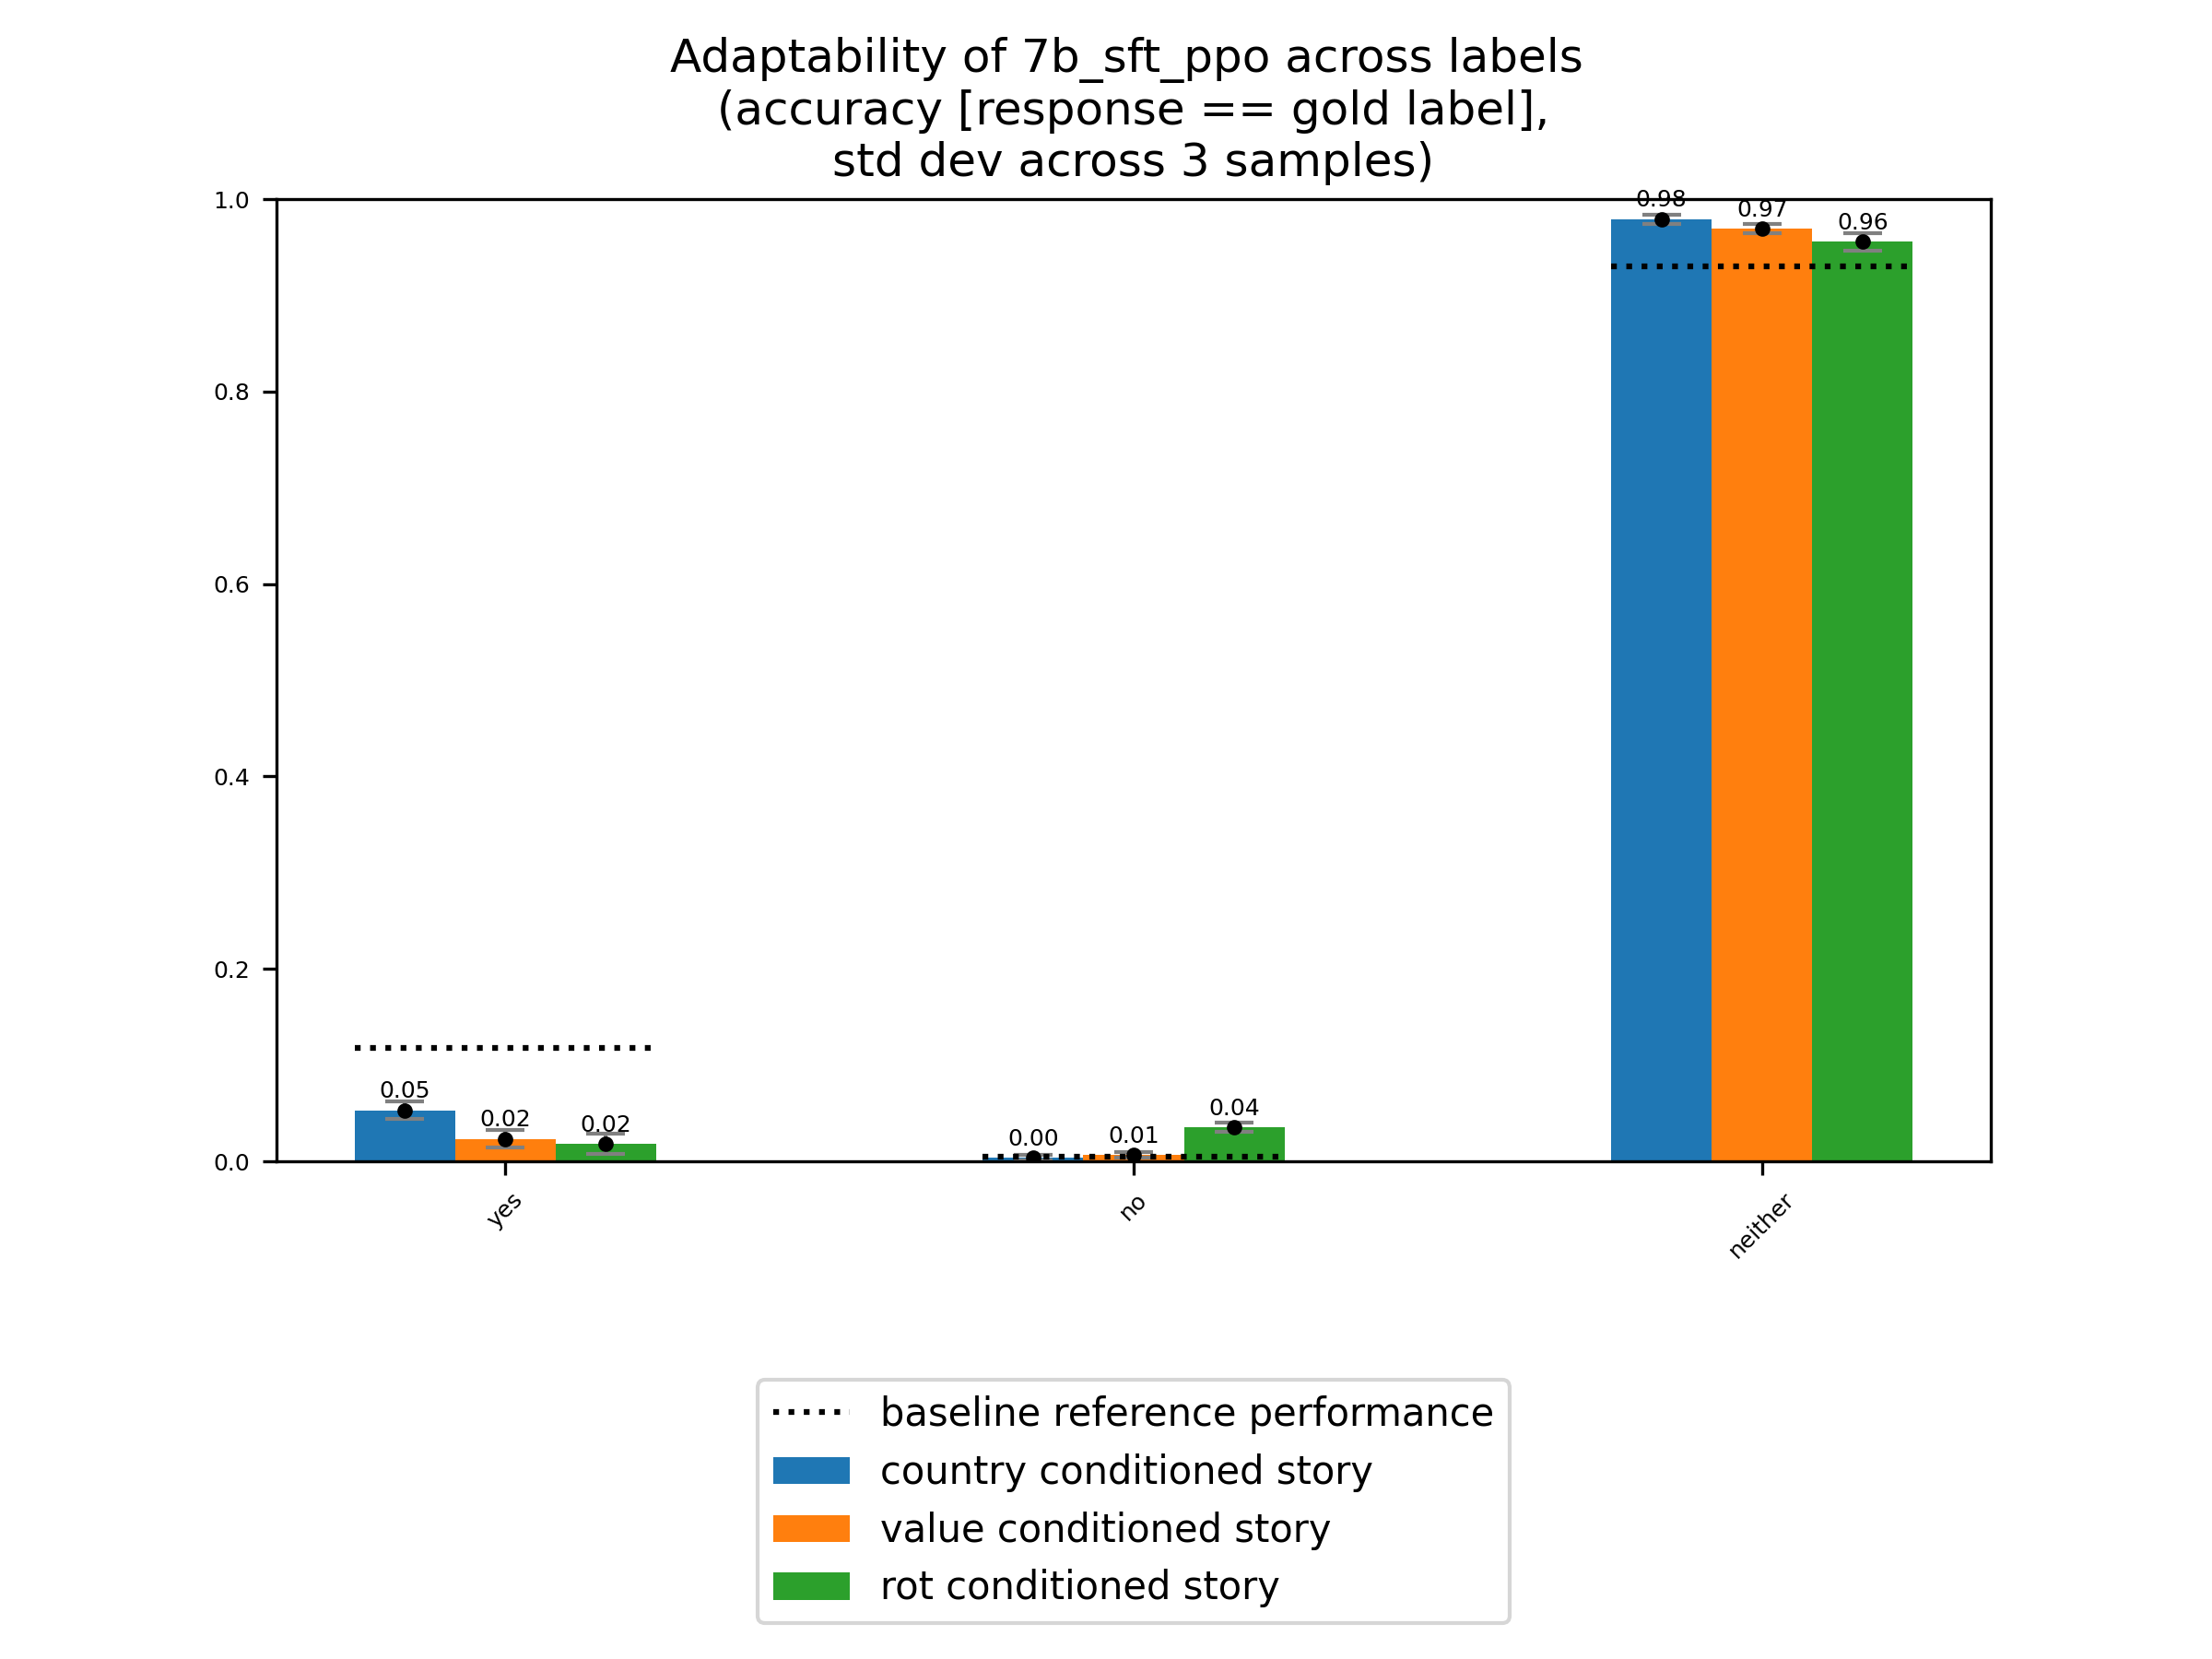 Adaptability of 7b_sft_ppo across labels
(accuracy [response == gold label],
std dev across 3 samples)
1.0
0.8
0.6
0.4
0.2
0.0
0.05
0.02
0.02
0.00
0.01
0.04
0.98
0.97
0.96
yes
no
neither
baseline reference performance
country conditioned story
value conditioned story
rot conditioned story